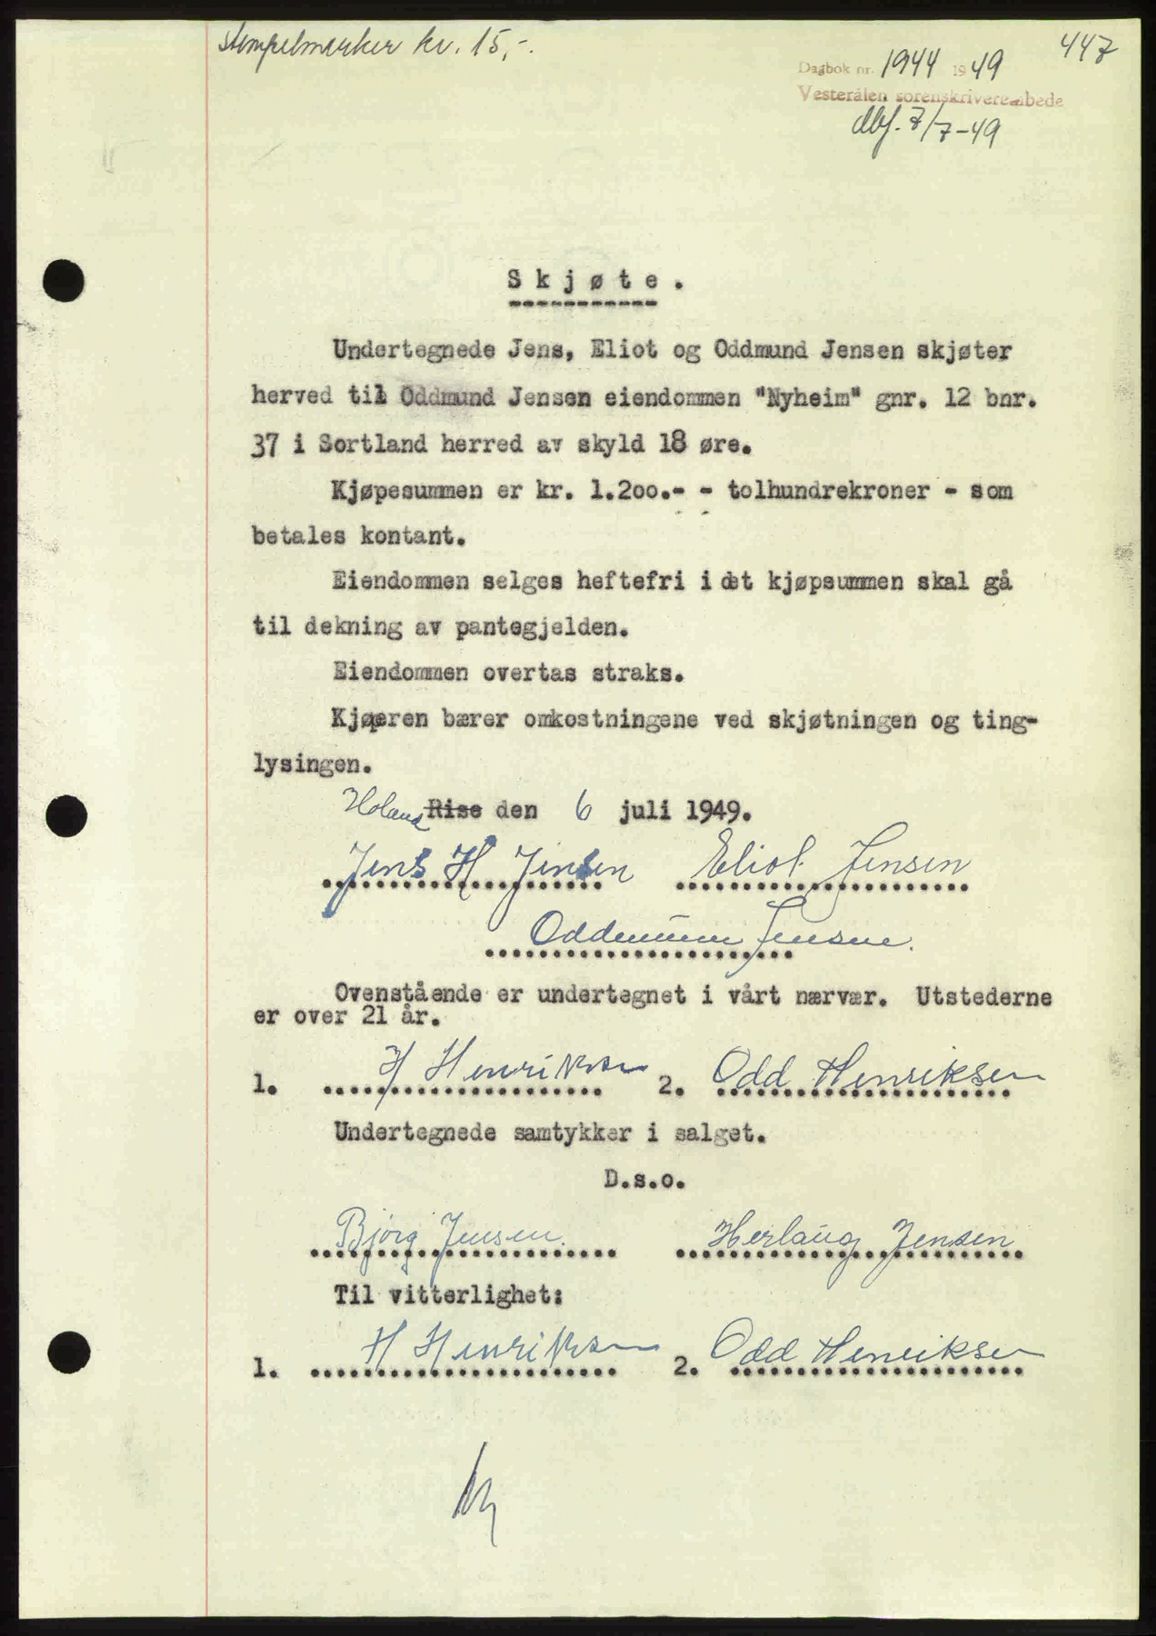 Stempelmerker kr. 15,-.
447
Dagbok nr. 1944 1949
Vesterålen sorenskriverembede
dbf. 7/7-49
Skjøte.
Undertegnede Jens, Eliot og Oddmund Jensen skjøter
herved til Oddmund Jensen eiendommen "Nyheim" gnr. 12 bnr.
37 i Sortland herred av skyld 18 øre.
Kjøpesummen er kr. 1.200.- - tolhundrekroner - som
betales kontant.
Eiendommen selges heftefri i det kjøpsummen skal gå
til dekning av pantegjelden.
Eiendommen overtas straks.
Kjøperen bærer omkostningene ved skjøtningen og ting-
lysingen.
Holand Rise den 6 juli 1949.
Jens H Jensen Eliot Jensen
Oddmunn Jensen.
Ovenstående er undertegnet i vårt nærvær. Utstederne
er over 21 år.
1. H Henriksen 2. Odd Henriksen
Undertegnede samtykker i salget.
D.s.o.
Bjørg Jensen. Herlaug Jensen
Til vitterlighet:
1. H Henriksen 2. Odd Henriksen